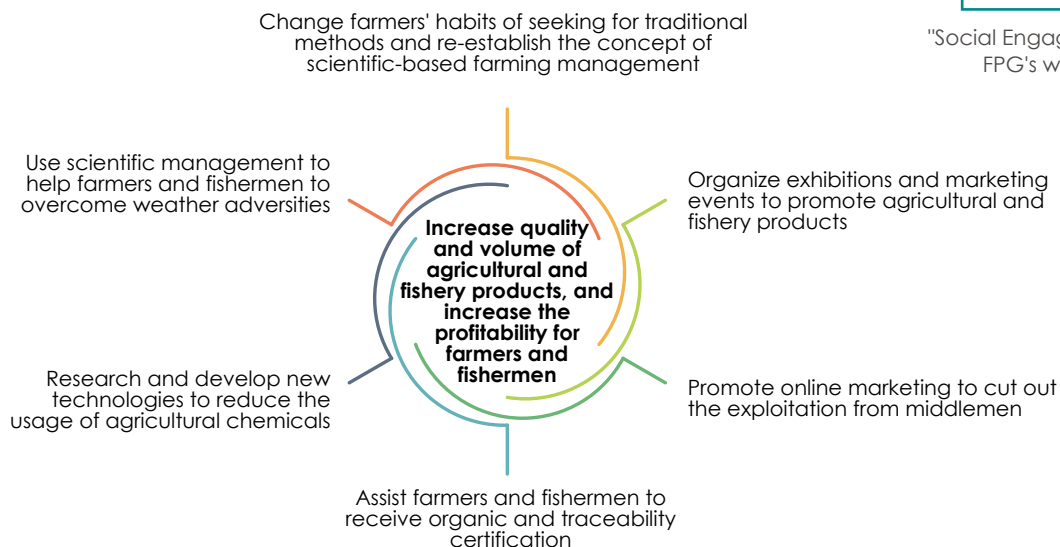 Change farmers' habits of seeking for traditional
methods and re-establish the concept of
scientific-based farming management
"Social Engag
FPG's w
Use scientific management to
help farmers and fishermen to
overcome weather adversities
Organize exhibitions and marketing
events to promote agricultural and
fishery products
Increase quality
and volume of
agricultural and
fishery products, and
increase the
profitability for
farmers and
fishermen
Research and develop new
technologies to reduce the
usage of agricultural chemicals
Promote online marketing to cut out
the exploitation from middlemen
Assist farmers and fishermen to
receive organic and traceability
certification